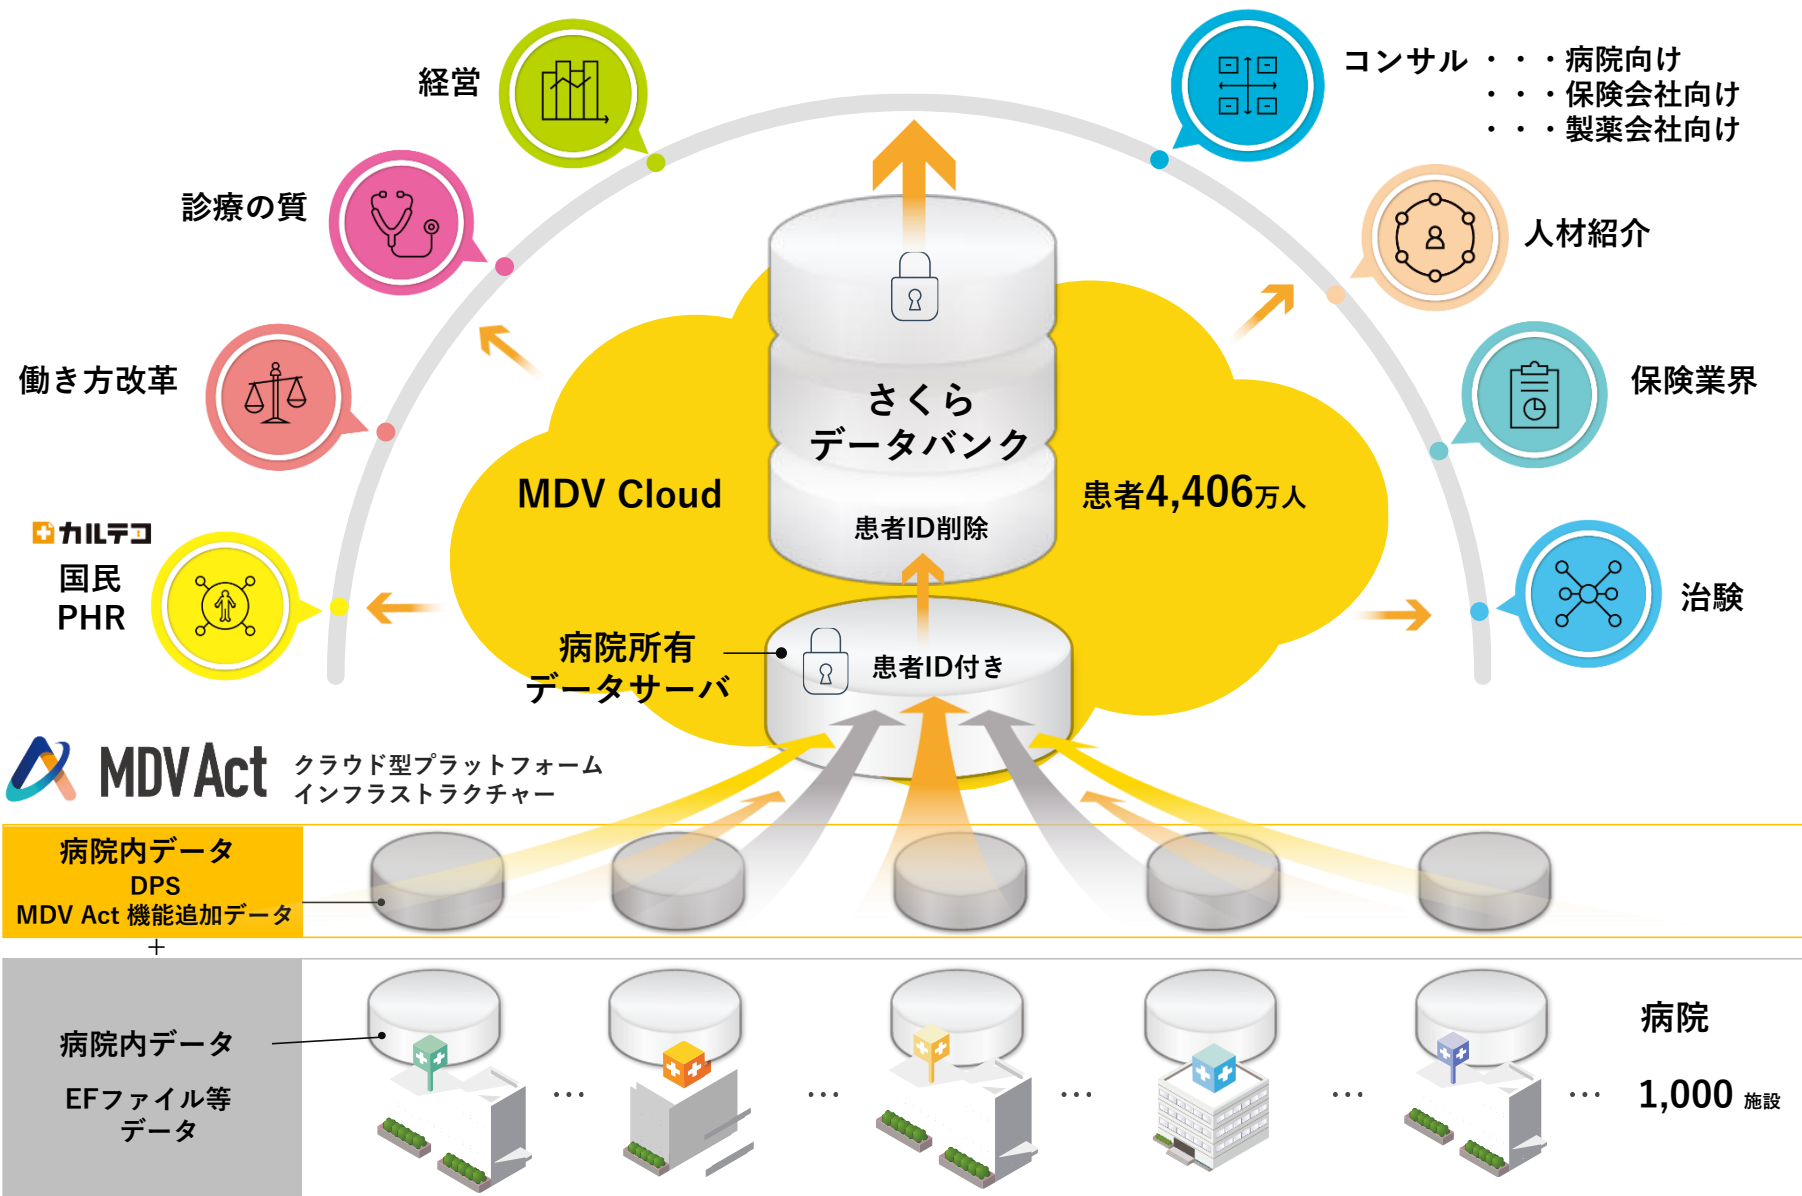 経営
コンサル ・・・病院向け
・・・保険会社向け
・・・製薬会社向け
診療の質
人材紹介
働き方改革
保険業界
さくら
データバンク
MDV Cloud
患者4,406万人
患者ID削除
カルテコ
国民
PHR
治験
病院所有
データサーバ
患者ID付き
MDV Act
クラウド型プラットフォーム
インフラストラクチャー
病院内データ
DPS
MDV Act 機能追加データ
+
病院内データ
EFファイル等
データ
… … … … …
病院
1,000 施設